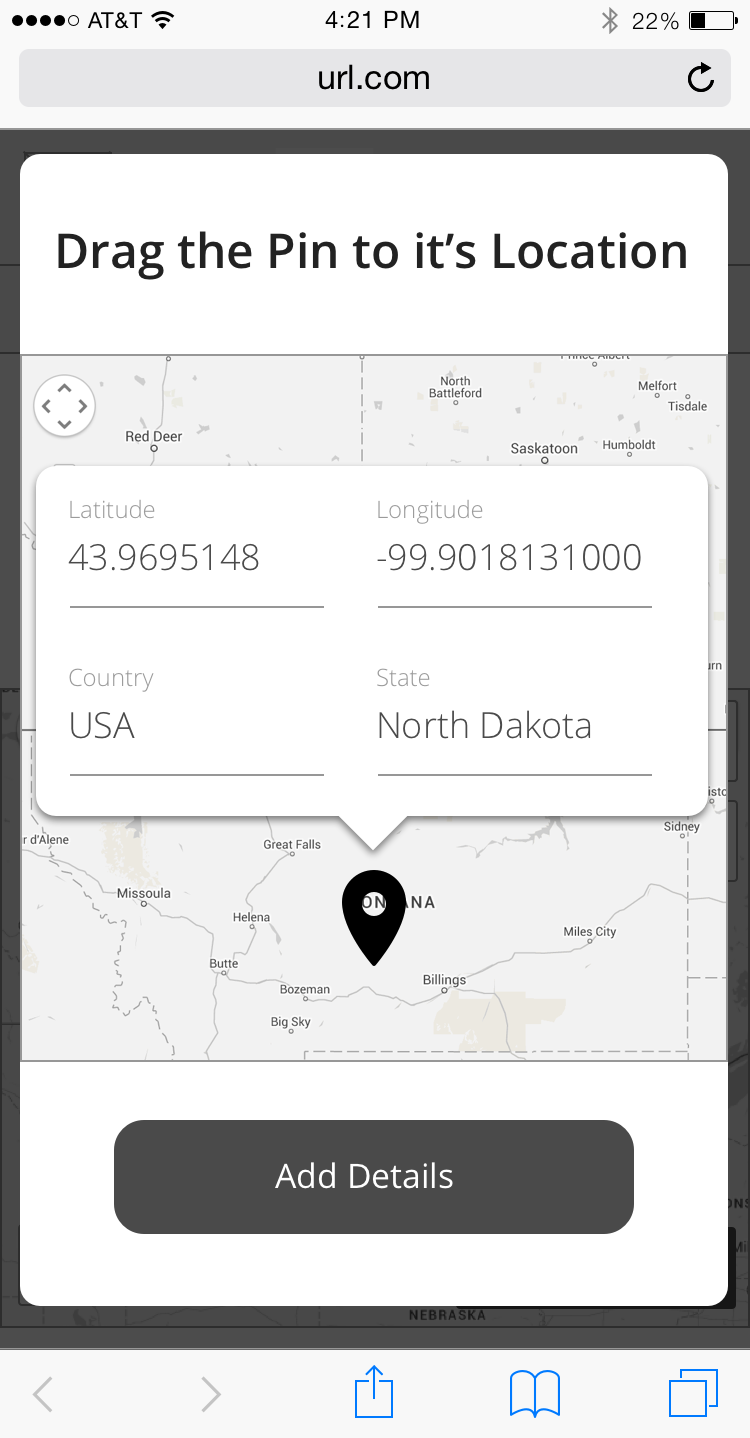 AT&T 4:21 PM 22%
url.com
Drag the Pin to it’s Location
North
Battleford
Melfort
Tisdale
Red Deer
Saskatoon
Humboldt
Latitude
Longitude
43.9695148
-99.9018131000
Country
State
USA
North Dakota
Sidney
r d'Alene
Great Falls
Missoula
ANA
Helena
Miles City
Butte
Billings
Bozeman
Big Sky
Add Details
NEBRASKA